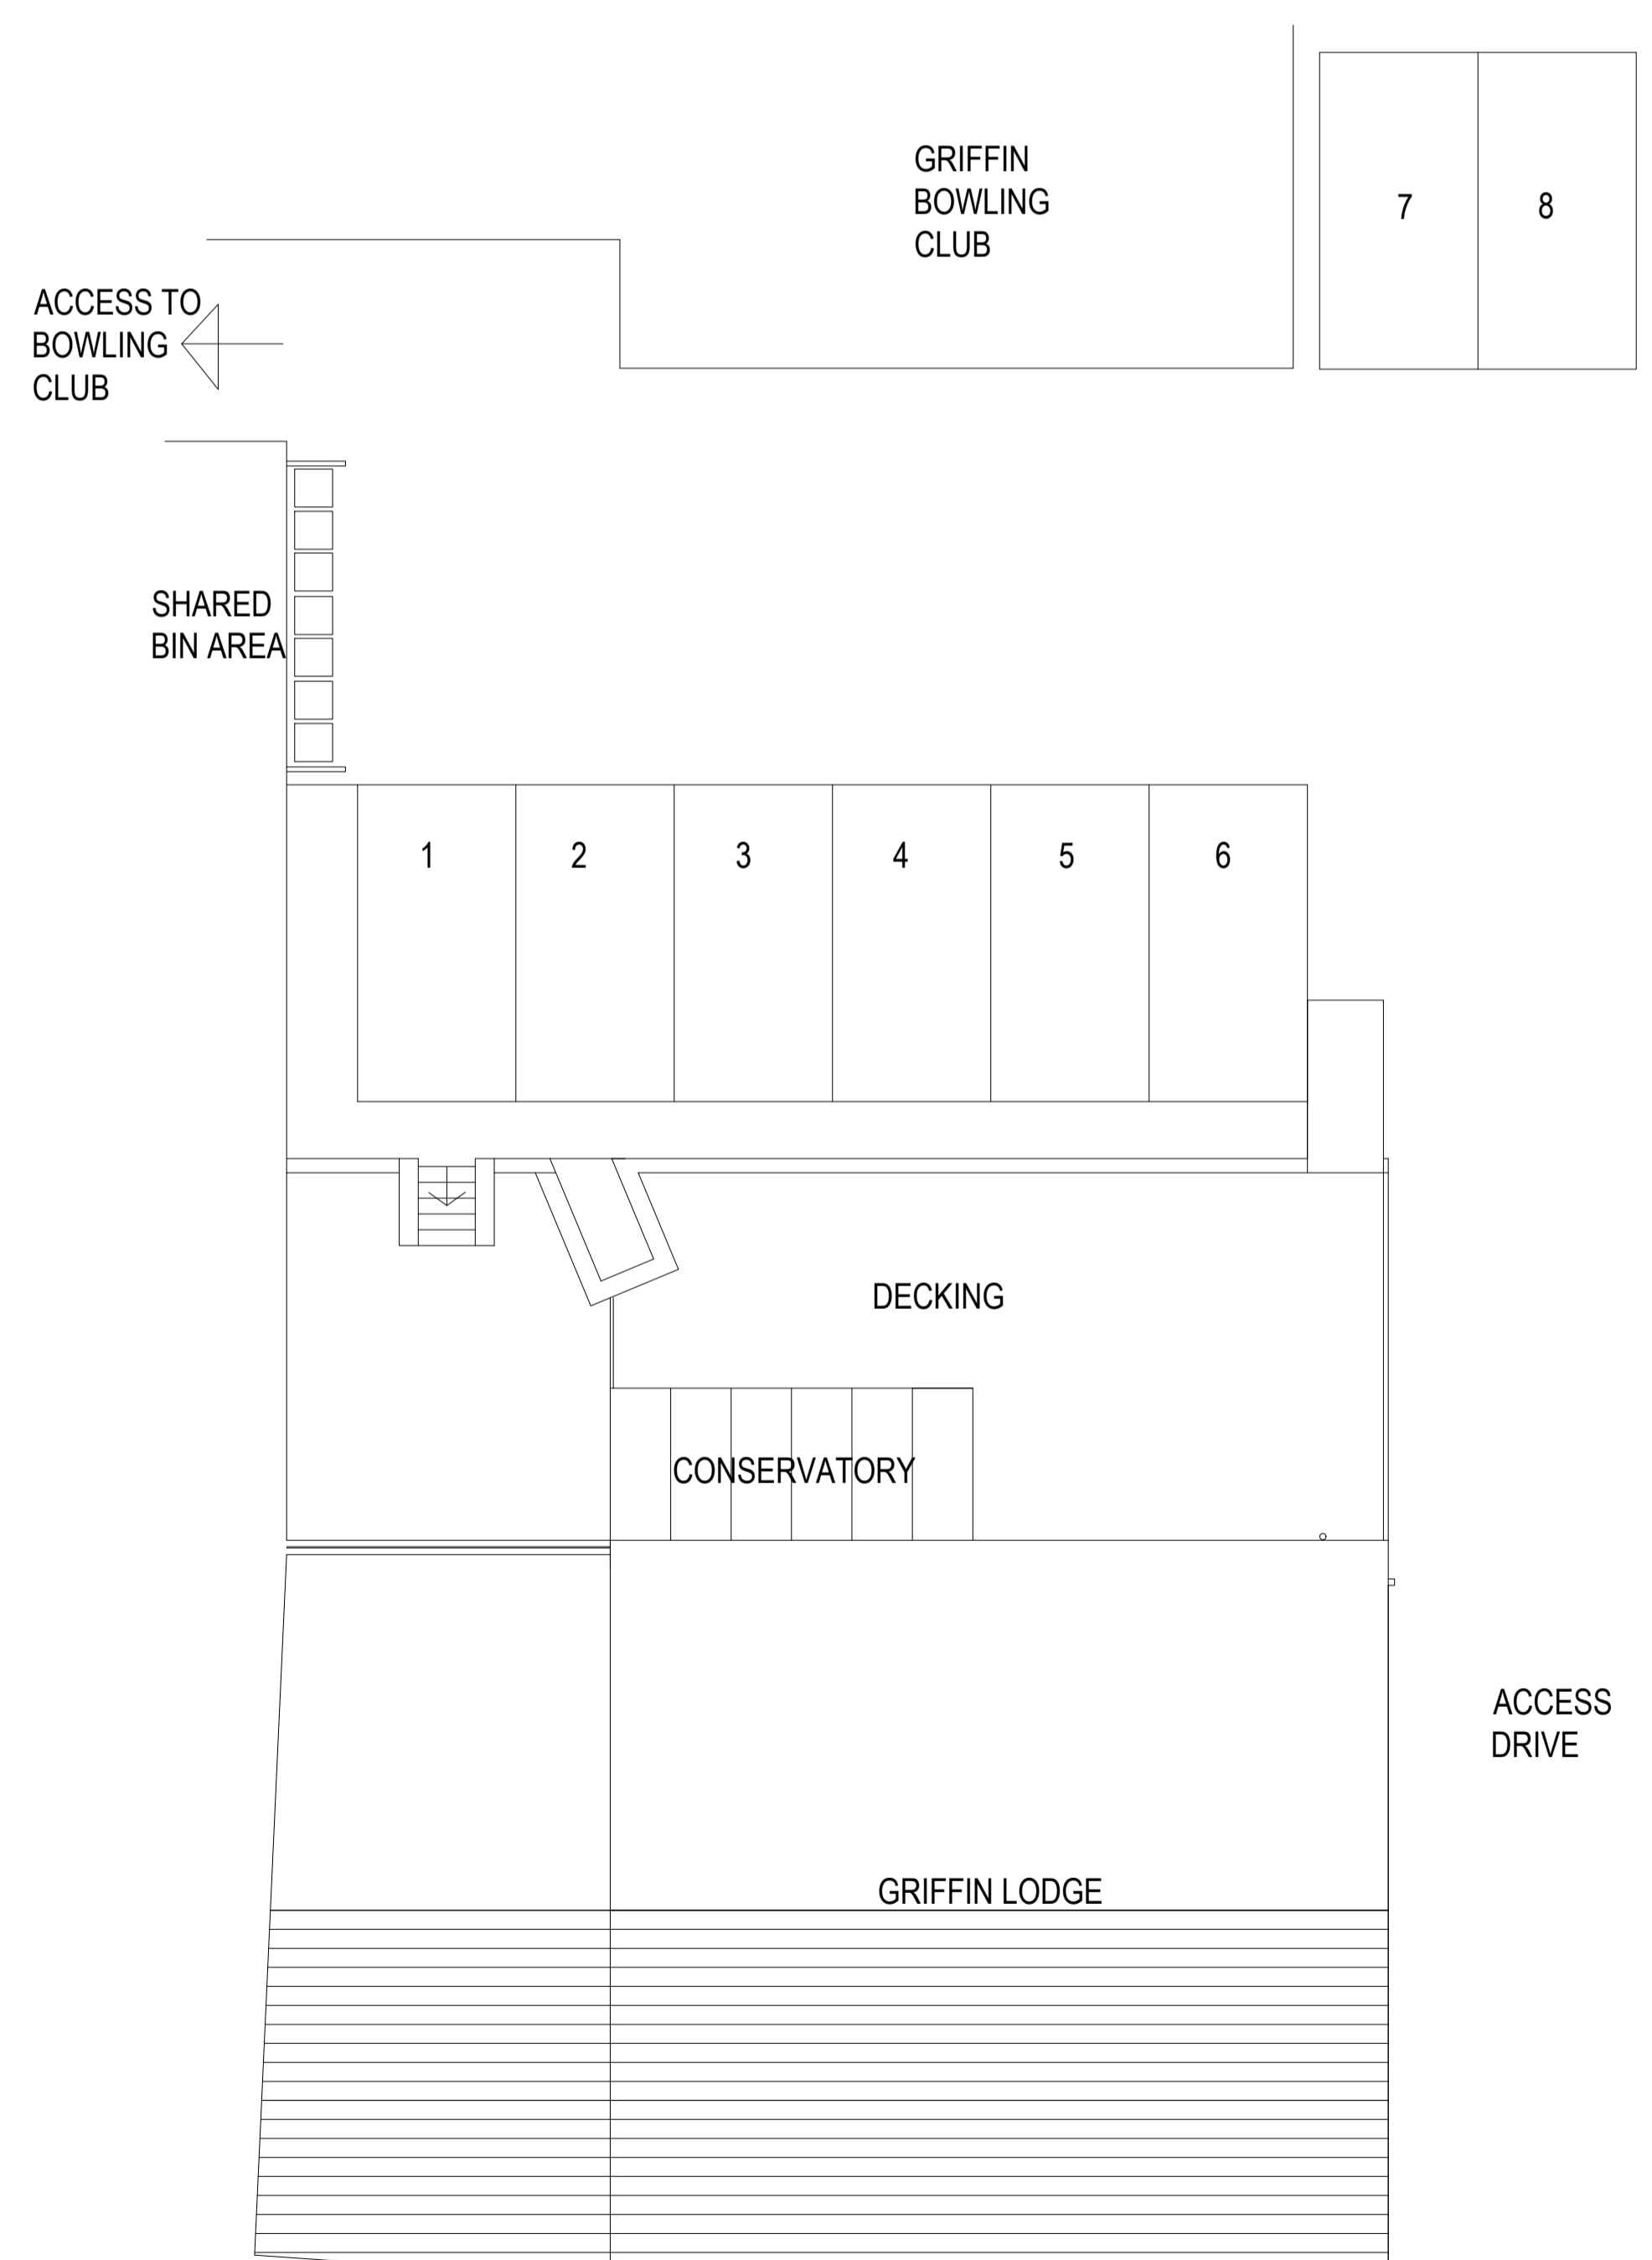 GRIFFIN
BOWLING
CLUB
7
8
ACCESS TO
BOWLING
CLUB
SHARED
BIN AREA
1
2
3
4
5
6
DECKING
CONSERVATORY
ACCESS
DRIVE
GRIFFIN LODGE